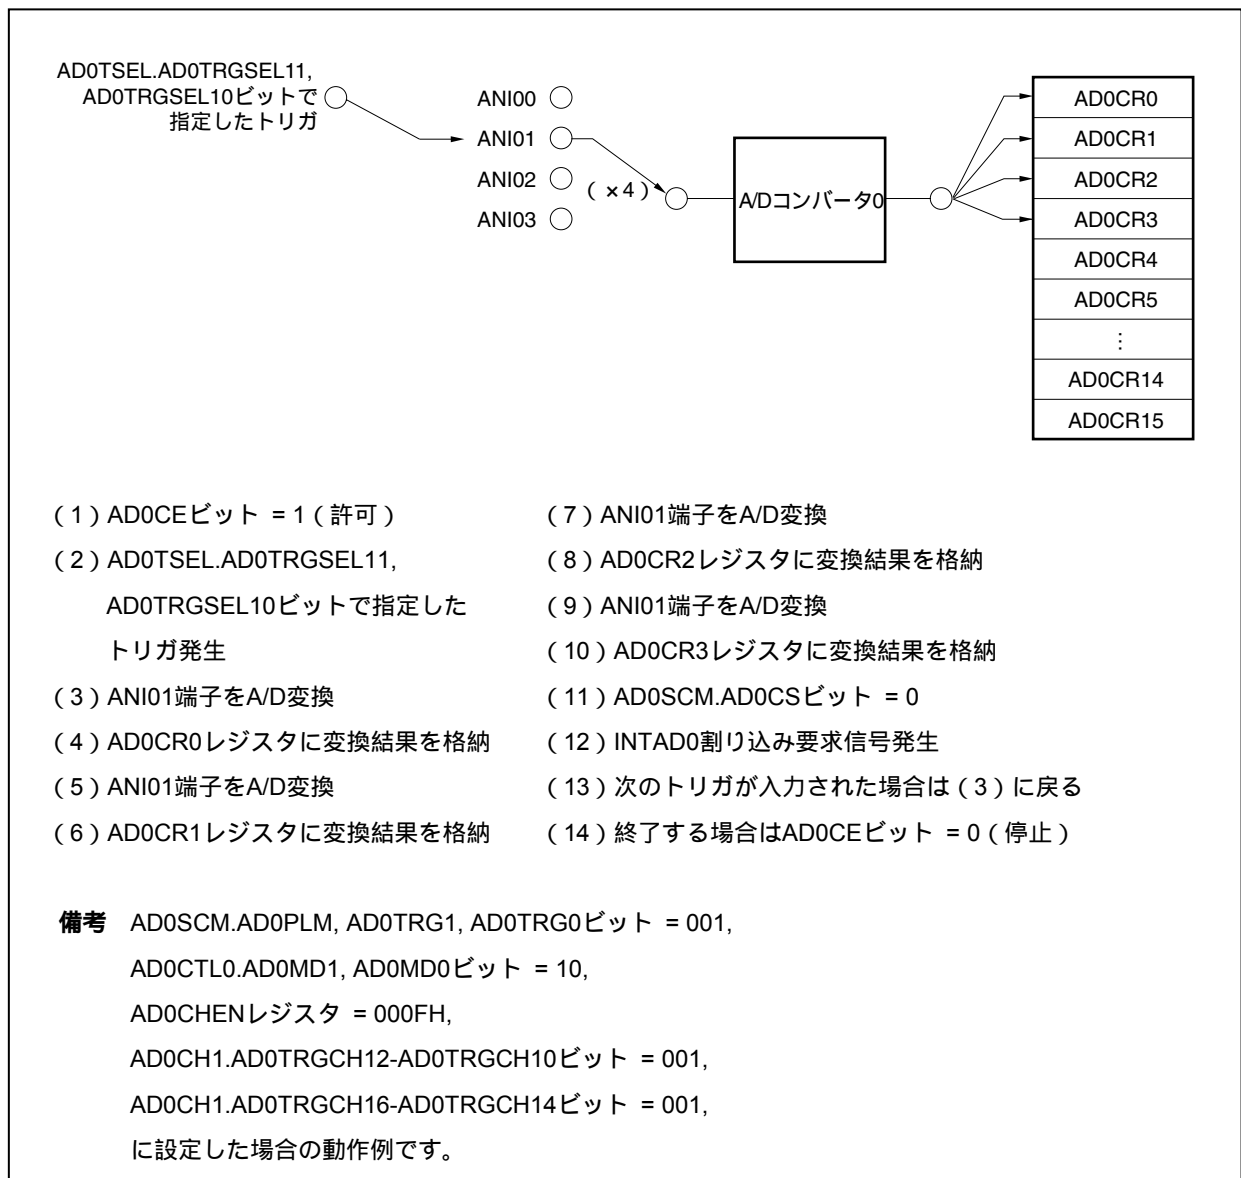 AD0TSEL.AD0TRGSEL11,
AD0TRGSEL10ビットで
指定したトリガ
ANI00
ANI01
ANI02
ANI03
（×4）
A/Dコンバータ0
AD0CR0
AD0CR1
AD0CR2
AD0CR3
AD0CR4
AD0CR5
⋮
AD0CR14
AD0CR15
（1）AD0CEビット = 1（許可）
（2）AD0TSEL.AD0TRGSEL11,
AD0TRGSEL10ビットで指定した
トリガ発生
（3）ANI01端子をA/D変換
（4）AD0CR0レジスタに変換結果を格納
（5）ANI01端子をA/D変換
（6）AD0CR1レジスタに変換結果を格納
（7）ANI01端子をA/D変換
（8）AD0CR2レジスタに変換結果を格納
（9）ANI01端子をA/D変換
（10）AD0CR3レジスタに変換結果を格納
（11）AD0SCM.AD0CSビット = 0
（12）INTAD0割り込み要求信号発生
（13）次のトリガが入力された場合は（3）に戻る
（14）終了する場合はAD0CEビット = 0（停止）
備考 AD0SCM.AD0PLM, AD0TRG1, AD0TRG0ビット = 001,
AD0CTL0.AD0MD1, AD0MD0ビット = 10,
AD0CHENレジスタ = 000FH,
AD0CH1.AD0TRGCH12-AD0TRGCH10ビット = 001,
AD0CH1.AD0TRGCH16-AD0TRGCH14ビット = 001,
に設定した場合の動作例です。